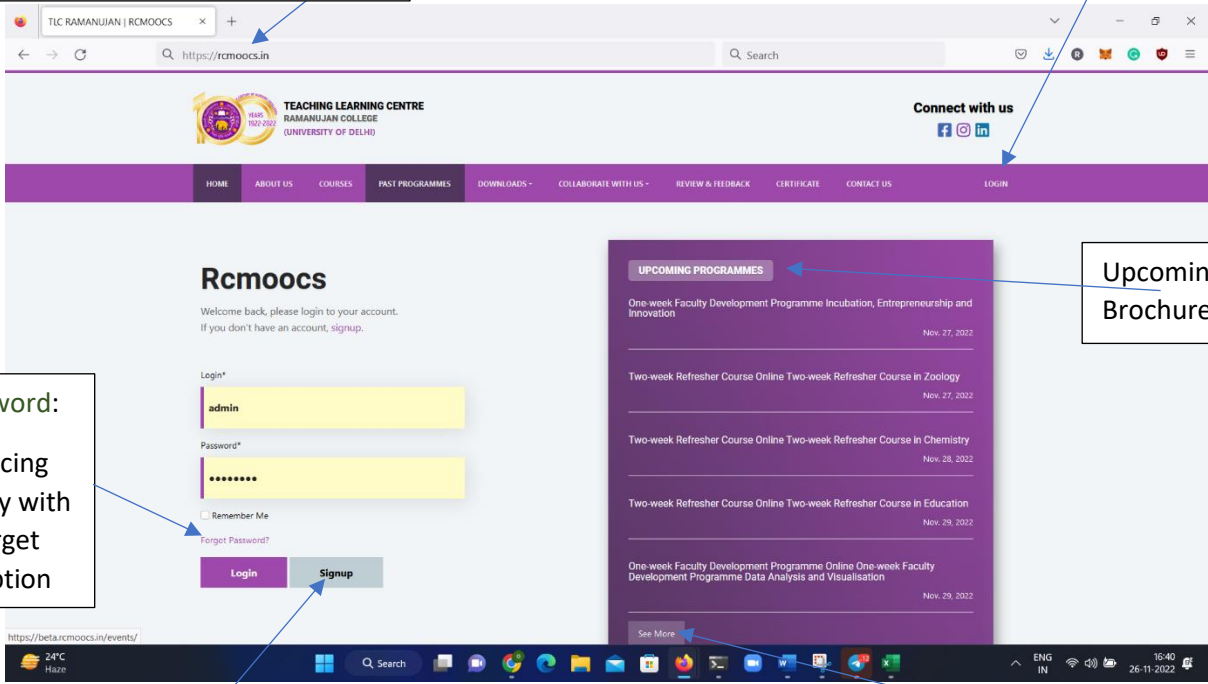 TLC RAMANUJAN | RCMOOCS
https://rcmoocs.in
Search
YEARS
1922-2022
TEACHING LEARNING CENTRE
RAMANUJAN COLLEGE
(UNIVERSITY OF DELHI)
Connect with us
HOME ABOUT US COURSES PAST PROGRAMMES DOWNLOADS COLLABORATE WITH US REVIEW & FEEDBACK CERTIFICATE CONTACT US LOGIN
Rcmoocs
Welcome back, please login to your account.
If you don't have an account, signup.
Login*
admin
Password*
••••••••
Remember Me
Forgot Password?
Login Signup
UPCOMING PROGRAMMES
One-week Faculty Development Programme Incubation, Entrepreneurship and
Innovation
Nov. 27, 2022
Two-week Refresher Course Online Two-week Refresher Course in Zoology
Nov. 27, 2022
Two-week Refresher Course Online Two-week Refresher Course in Chemistry
Nov. 28, 2022
Two-week Refresher Course Online Two-week Refresher Course in Education
Nov. 29, 2022
One-week Faculty Development Programme Online One-week Faculty
Development Programme Data Analysis and Visualisation
Nov. 29, 2022
See More
Upcomin
Brochure
word:
cing
y with
rget
ption
https://beta.rcmoocs.in/events/
24°C
Haze
Search
ENG
IN
16:40
26-11-2022